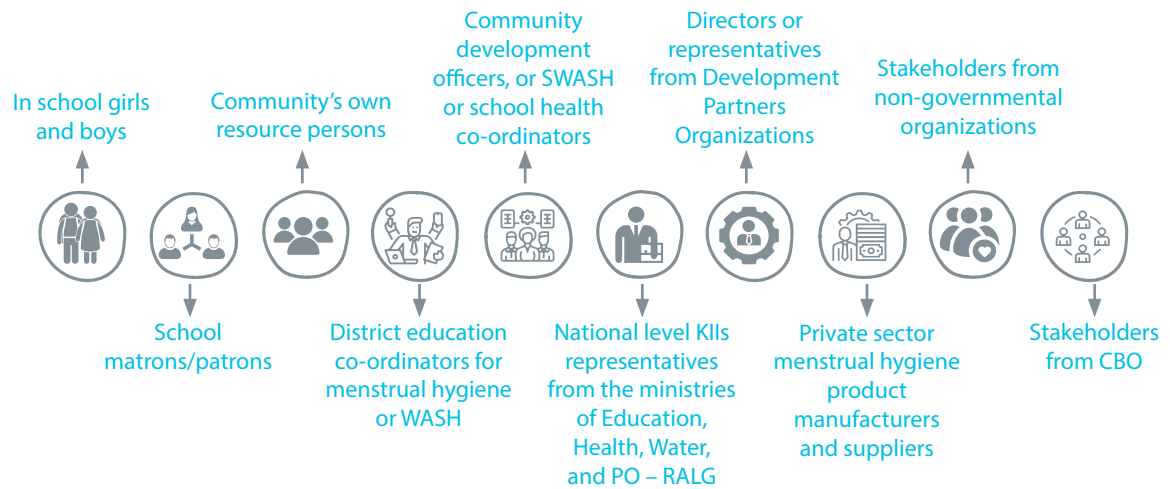 In school girls
and boys
School
matrons/patrons
Community's own
resource persons
District education
co-ordinators for
menstrual hygiene
or WASH
Community
development
officers, or SWASH
or school health
co-ordinators
National level KIIs
representatives
from the ministries
of Education,
Health, Water,
and PO – RALG
Directors or
representatives
from Development
Partners
Organizations
Private sector
menstrual hygiene
product
manufacturers
and suppliers
Stakeholders from
non-governmental
organizations
Stakeholders
from CBO